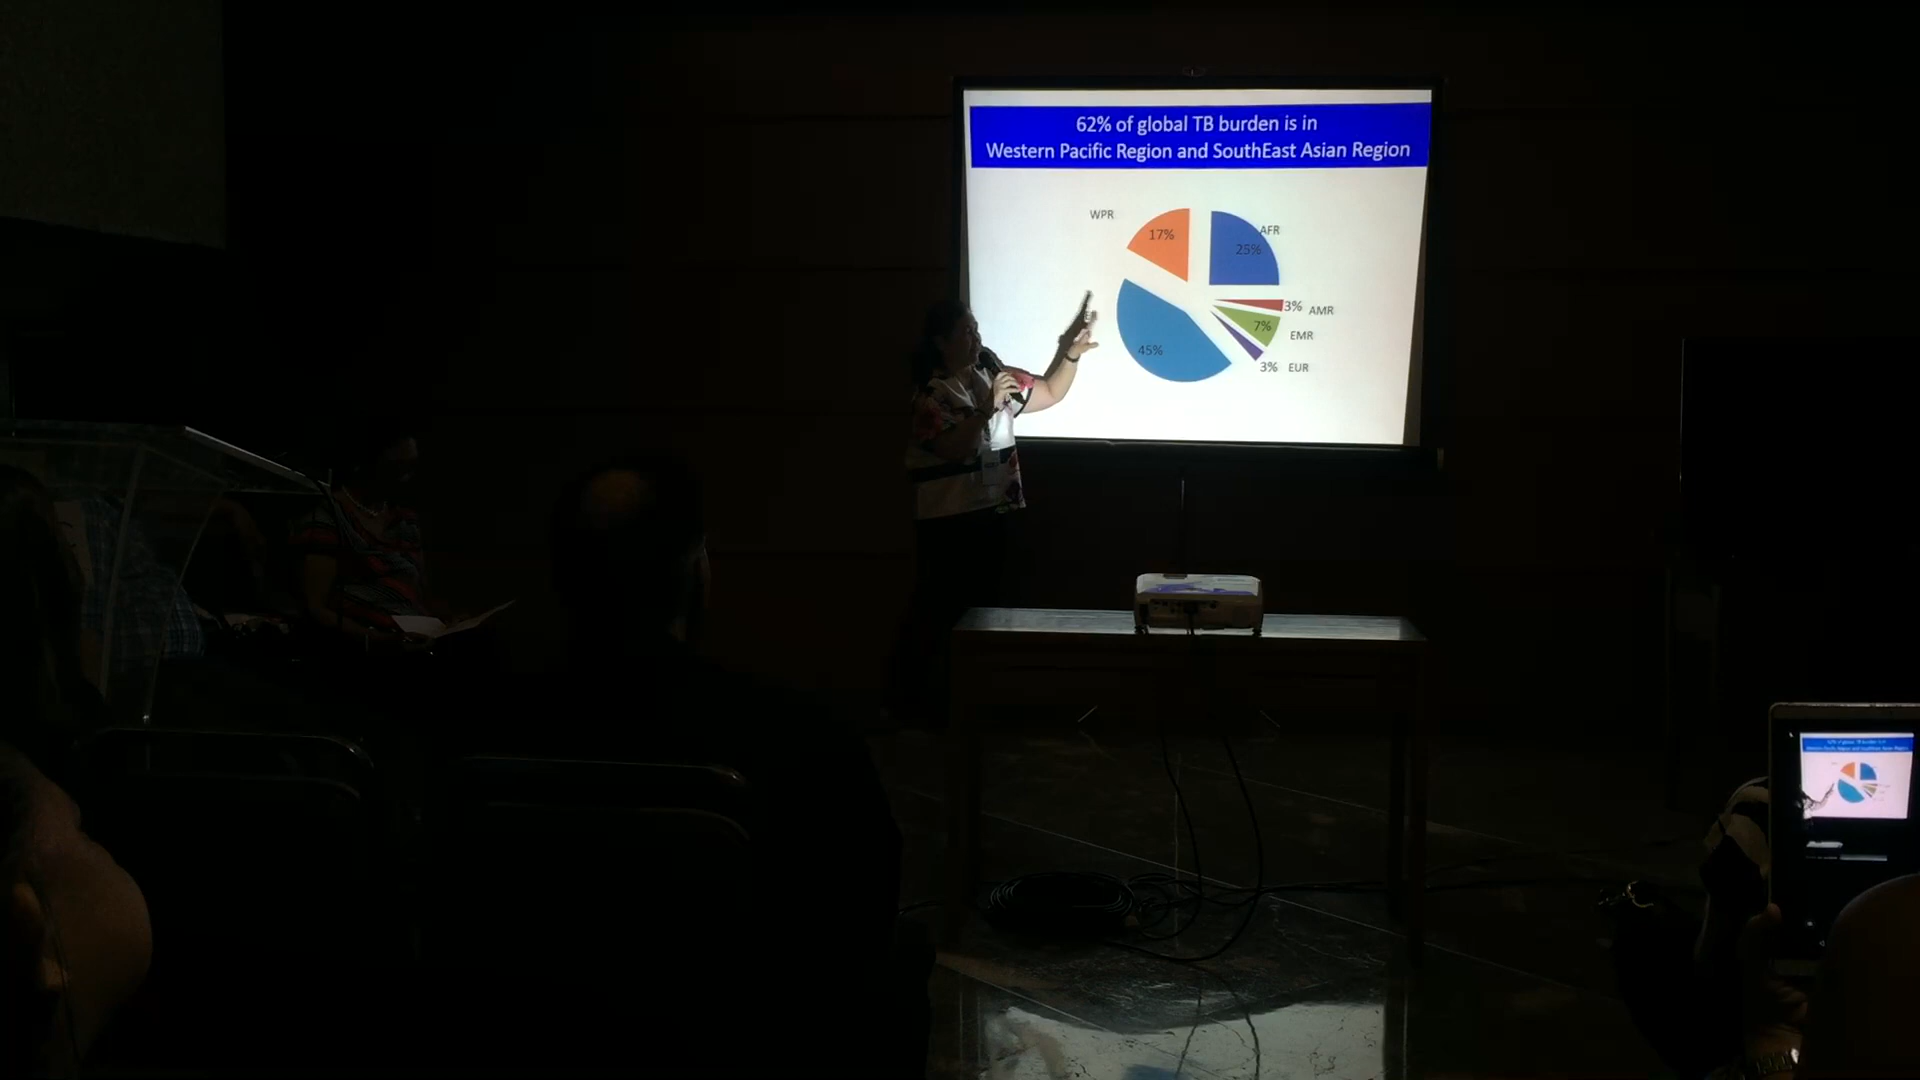 62% of global TB burden is in
Western Pacific Region and SouthEast Asian Region
WPR
17%
AFR
25%
3% AMR
7%
EMR
45%
3% EUR